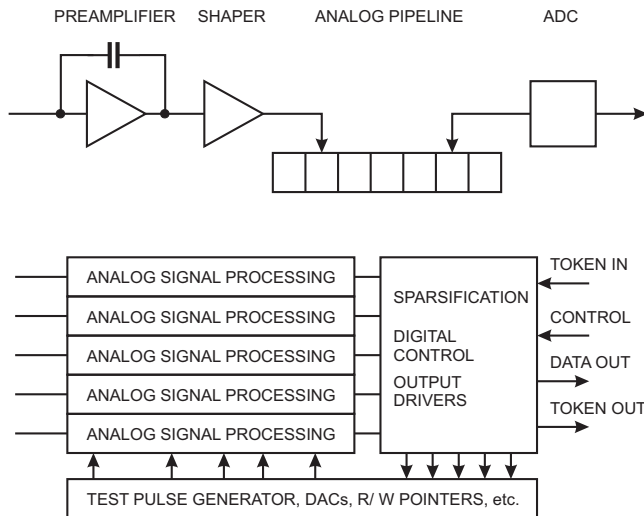 PREAMPLIFIER SHAPER ANALOG PIPELINE ADC
ANALOG SIGNAL PROCESSING
ANALOG SIGNAL PROCESSING
ANALOG SIGNAL PROCESSING
ANALOG SIGNAL PROCESSING
ANALOG SIGNAL PROCESSING
SPARSIFICATION
DIGITAL
CONTROL
OUTPUT
DRIVERS
TOKEN IN
CONTROL
DATA OUT
TOKEN OUT
TEST PULSE GENERATOR, DACs, R/ W POINTERS, etc.